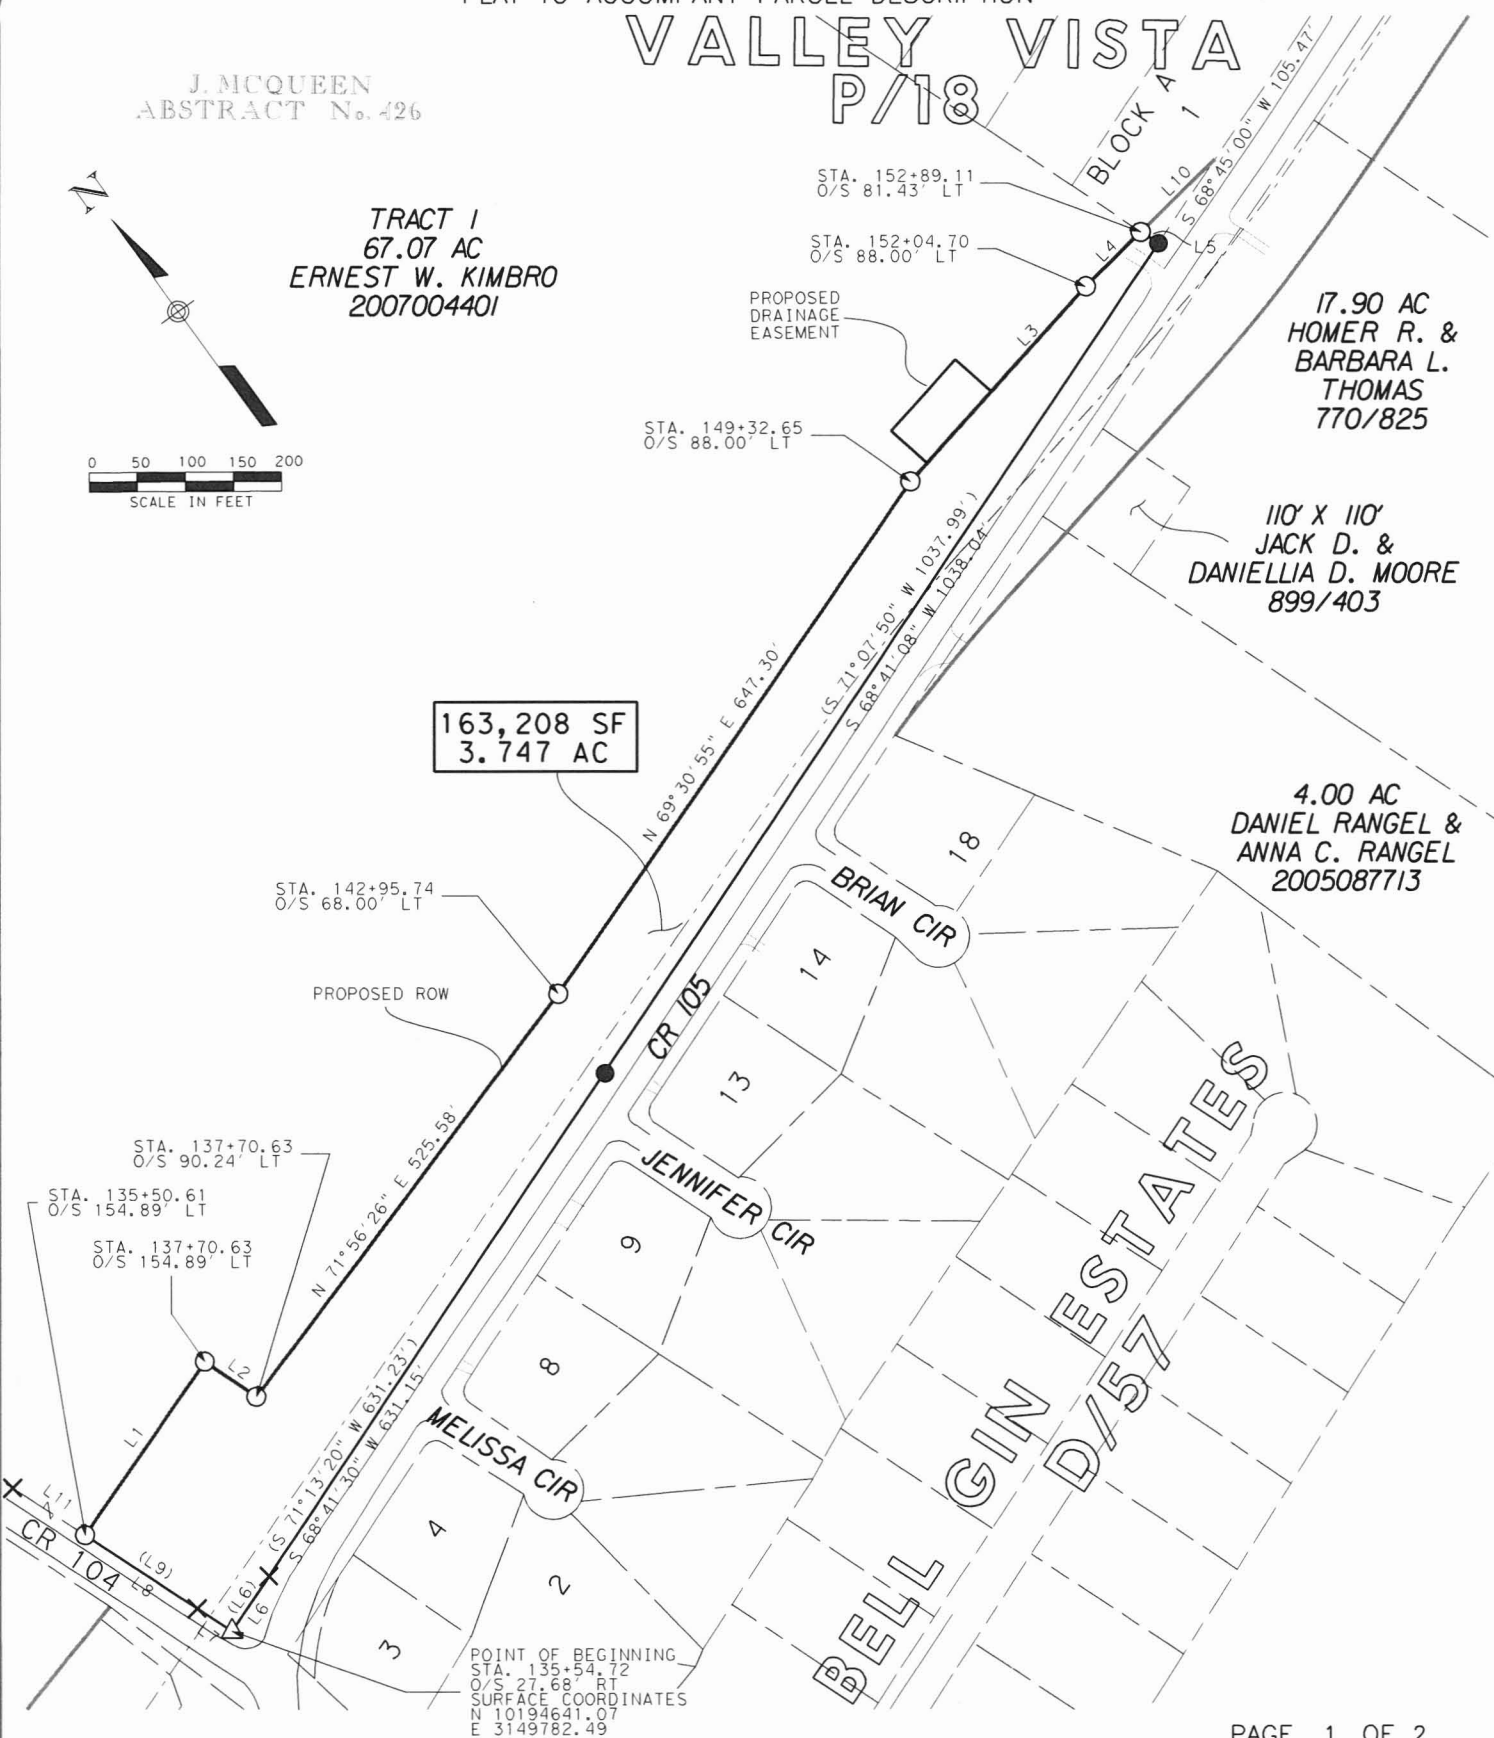 PLAT TO ACCOMPANY PARCEL DESCRIPTION
VALLEY VISTA
P/18
J. MCQUEEN
ABSTRACT No. 426
BLOCK A
1
S 68°45'00" W 105.47'
L10
STA. 152+89.11
O/S 81.43' LT
N
TRACT 1
67.07 AC
ERNEST W. KIMBRO
2007004401
STA. 152+04.70
O/S 88.00' LT
L4
L5
PROPOSED
DRAINAGE
EASEMENT
L3
17.90 AC
HOMER R. &
BARBARA L.
THOMAS
770/825
STA. 149+32.65
O/S 88.00' LT
0 50 100 150 200
SCALE IN FEET
110' X 110'
JACK D. &
DANIELLIA D. MOORE
899/403
(S 71°07'50" W 1037.99')
S 68°41'08" W 1038.04'
N 69°30'55" E 647.30'
163,208 SF
3.747 AC
4.00 AC
DANIEL RANGEL &
ANNA C. RANGEL
2005087713
18
BRIAN CIR
STA. 142+95.74
O/S 68.00' LT
14
PROPOSED ROW
CR 105
13
STA. 137+70.63
O/S 90.24' LT
N 71°56'26" E 525.58'
JENNIFER CIR
STA. 135+50.61
O/S 154.89' LT
STA. 137+70.63
O/S 154.89' LT
9
L2
8
L1
(S 71°13'20" W 631.23')
S 68°41'30" W 631.15'
MELISSA CIR
BELL GIN ESTATES
D/57
L11
CR 104
(L9)
L8
(L6)
L6
4
2
3
POINT OF BEGINNING
STA. 135+54.72
O/S 27.68' RT
SURFACE COORDINATES
N 10194641.07
E 3149782.49
PAGE 1 OF 2